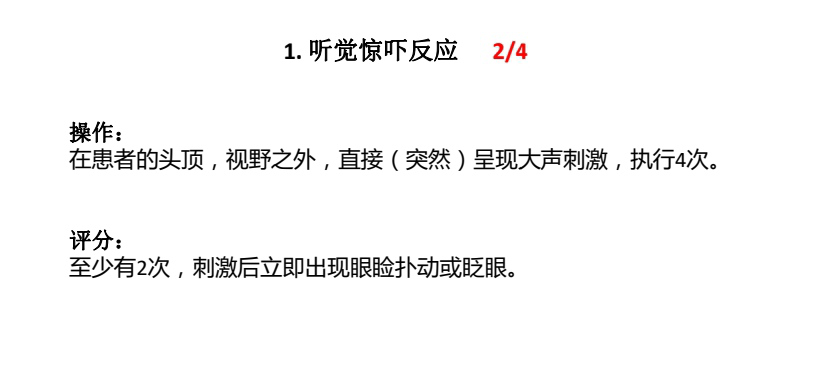 1. 听觉惊吓反应 2/4
操作：
在患者的头顶，视野之外，直接（突然）呈现大声刺激，执行4次。
评分：
至少有2次，刺激后立即出现眼睑扑动或眨眼。